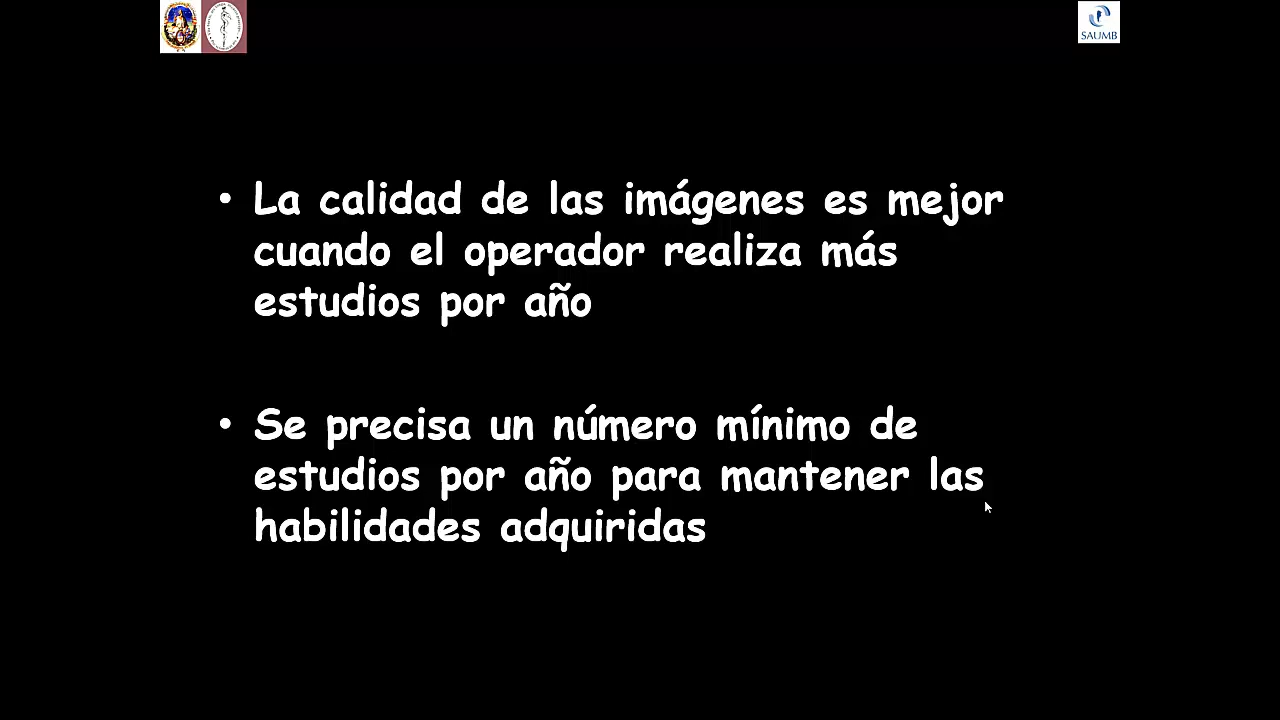 SAUMB
• La calidad de las imágenes es mejor
cuando el operador realiza más
estudios por año
• Se precisa un número mínimo de
estudios por año para mantener las
habilidades adquiridas